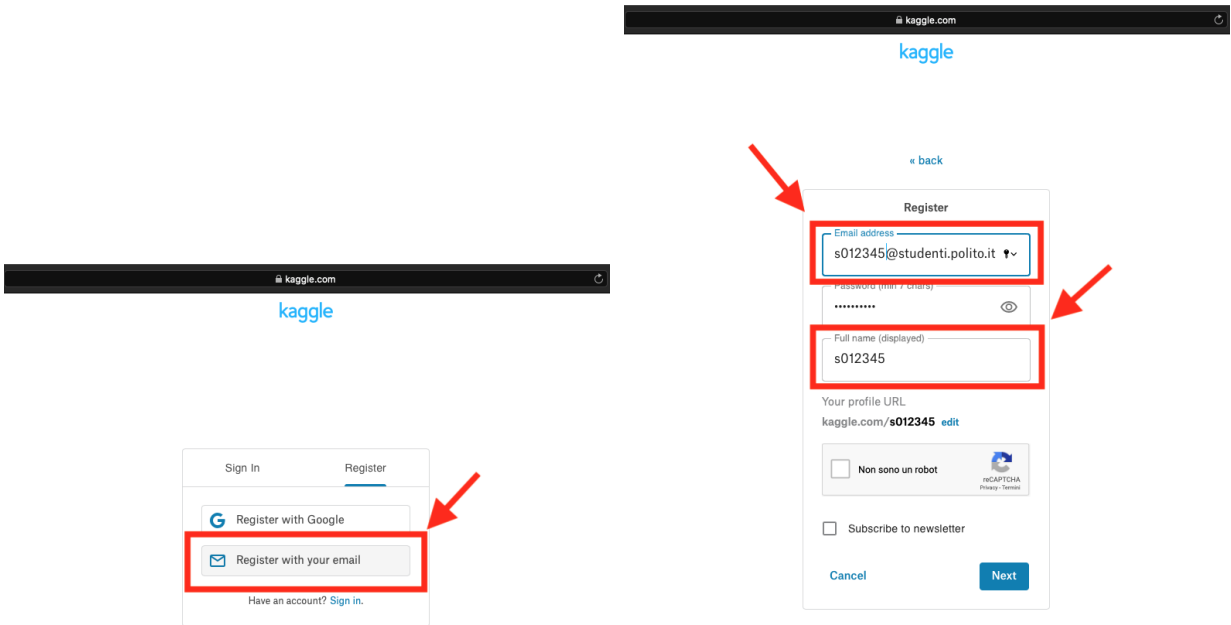 kaggle.com
kaggle
Sign In
Register
Register with Google
Register with your email
Have an account? Sign in.
kaggle.com
kaggle
« back
Register
Email address
s012345@studenti.polito.it
Password (min 7 chars)
••••••••••
Full name (displayed)
s012345
Your profile URL
kaggle.com/s012345 edit
Non sono un robot
reCAPTCHA
Privacy - Termini
Subscribe to newsletter
Cancel
Next